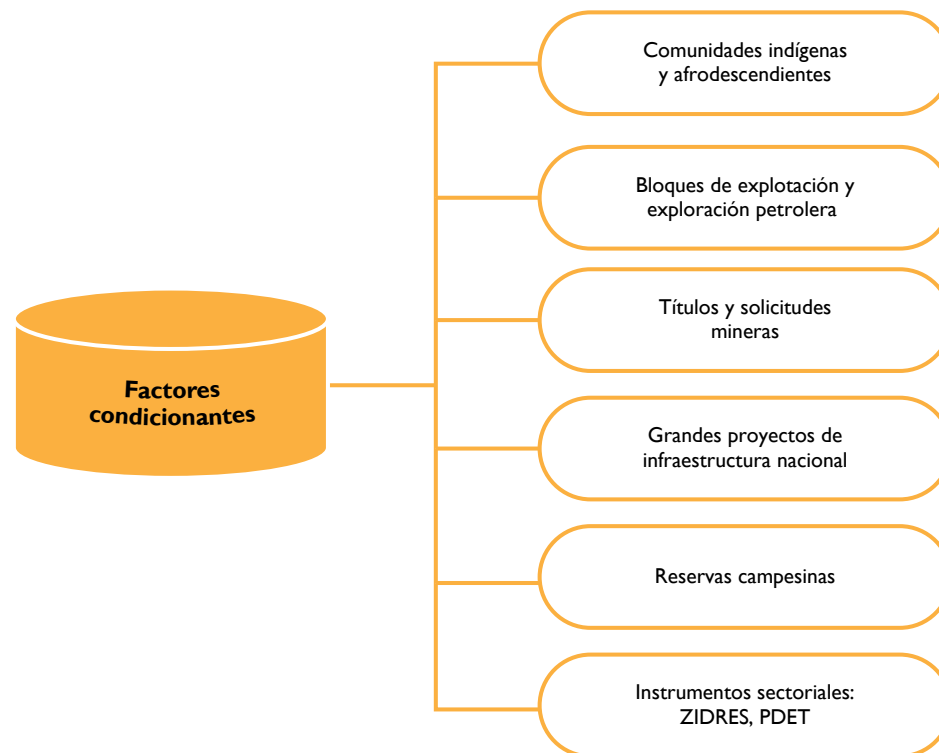 Comunidades indígenas
y afrodescendientes
Bloques de explotación y
exploración petrolera
Títulos y solicitudes
mineras
Factores
condicionantes
Grandes proyectos de
infraestructura nacional
Reservas campesinas
Instrumentos sectoriales:
ZIDRES, PDET